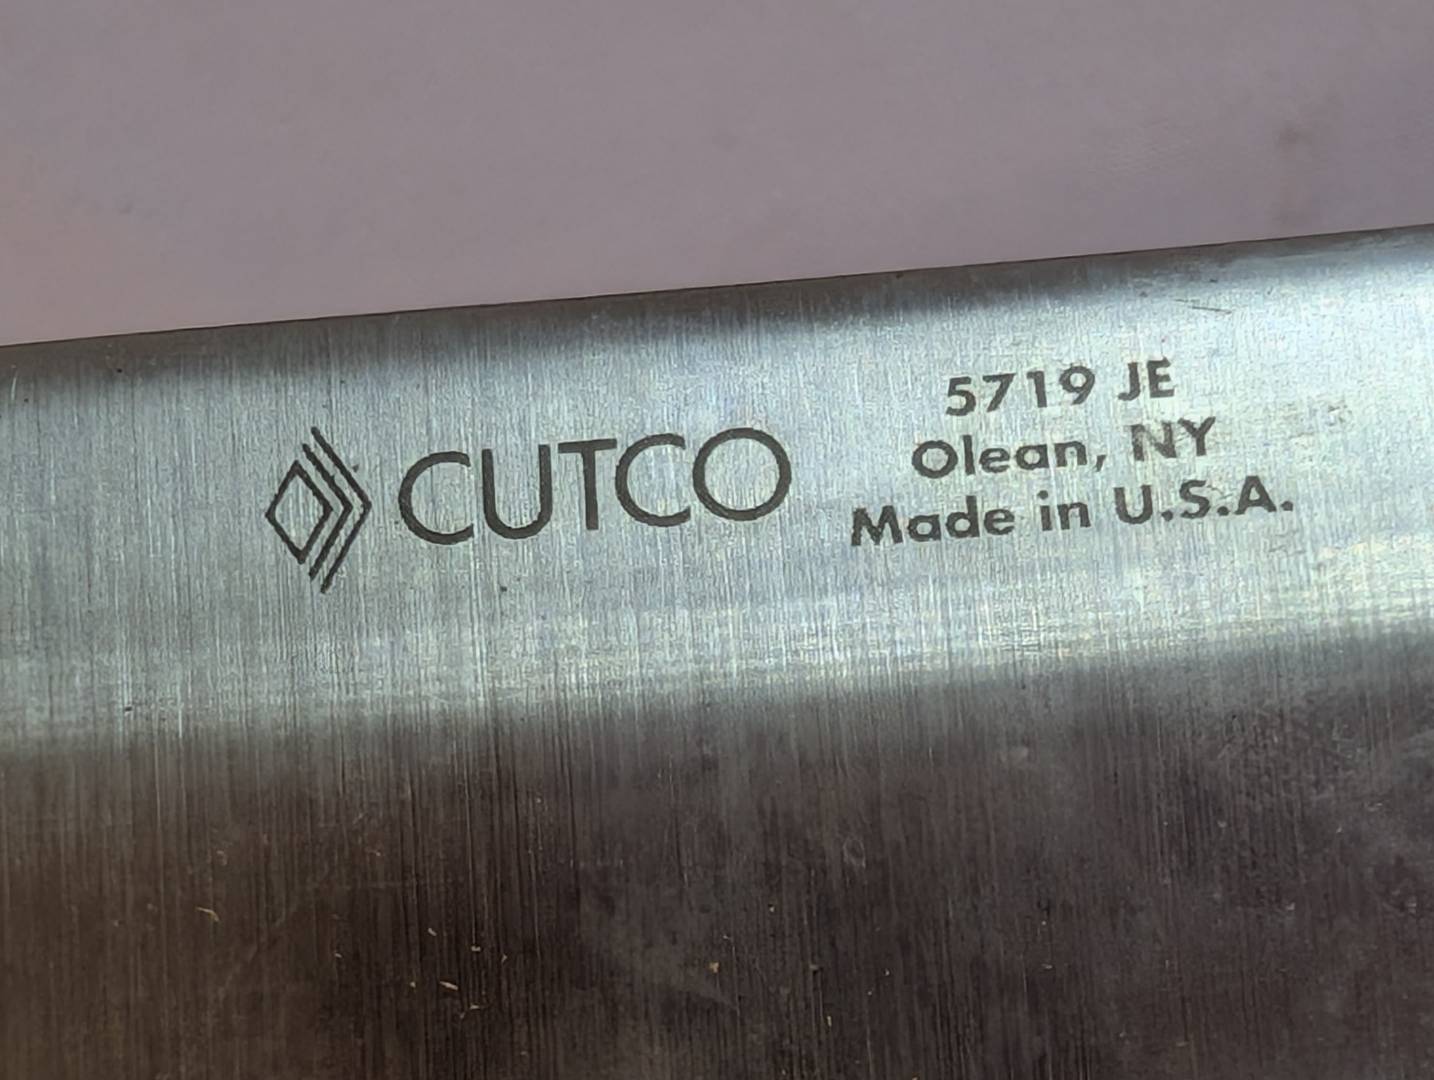 CUTCO
5719 JE
Olean, NY
Made in U.S.A.